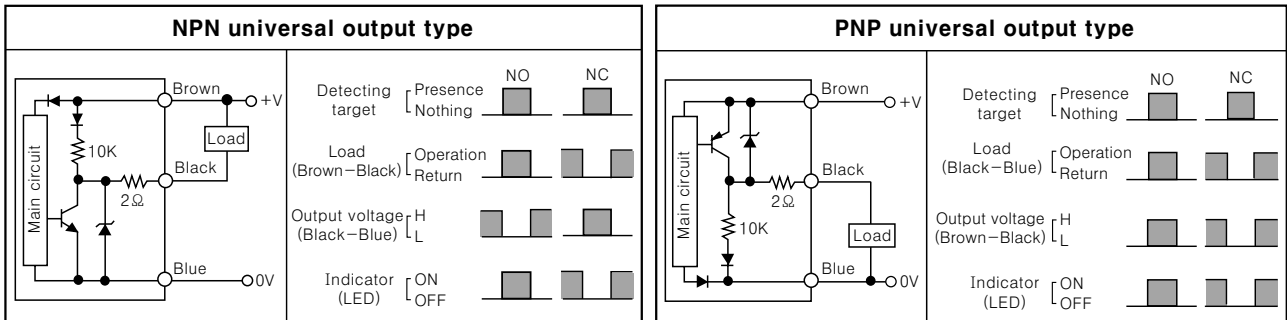 NPN universal output type
Main circuit
10K
2Ω
Brown
+V
Load
Black
Blue
0V
NO NC
Detecting target Presence Nothing
Load (Brown-Black) Operation Return
Output voltage (Black-Blue) H L
Indicator (LED) ON OFF
PNP universal output type
Main circuit
Brown
+V
Black
2Ω
10K
Load
Blue
0V
NO NC
Detecting target Presence Nothing
Load (Black-Blue) Operation Return
Output voltage (Brown-Black) H L
Indicator (LED) ON OFF